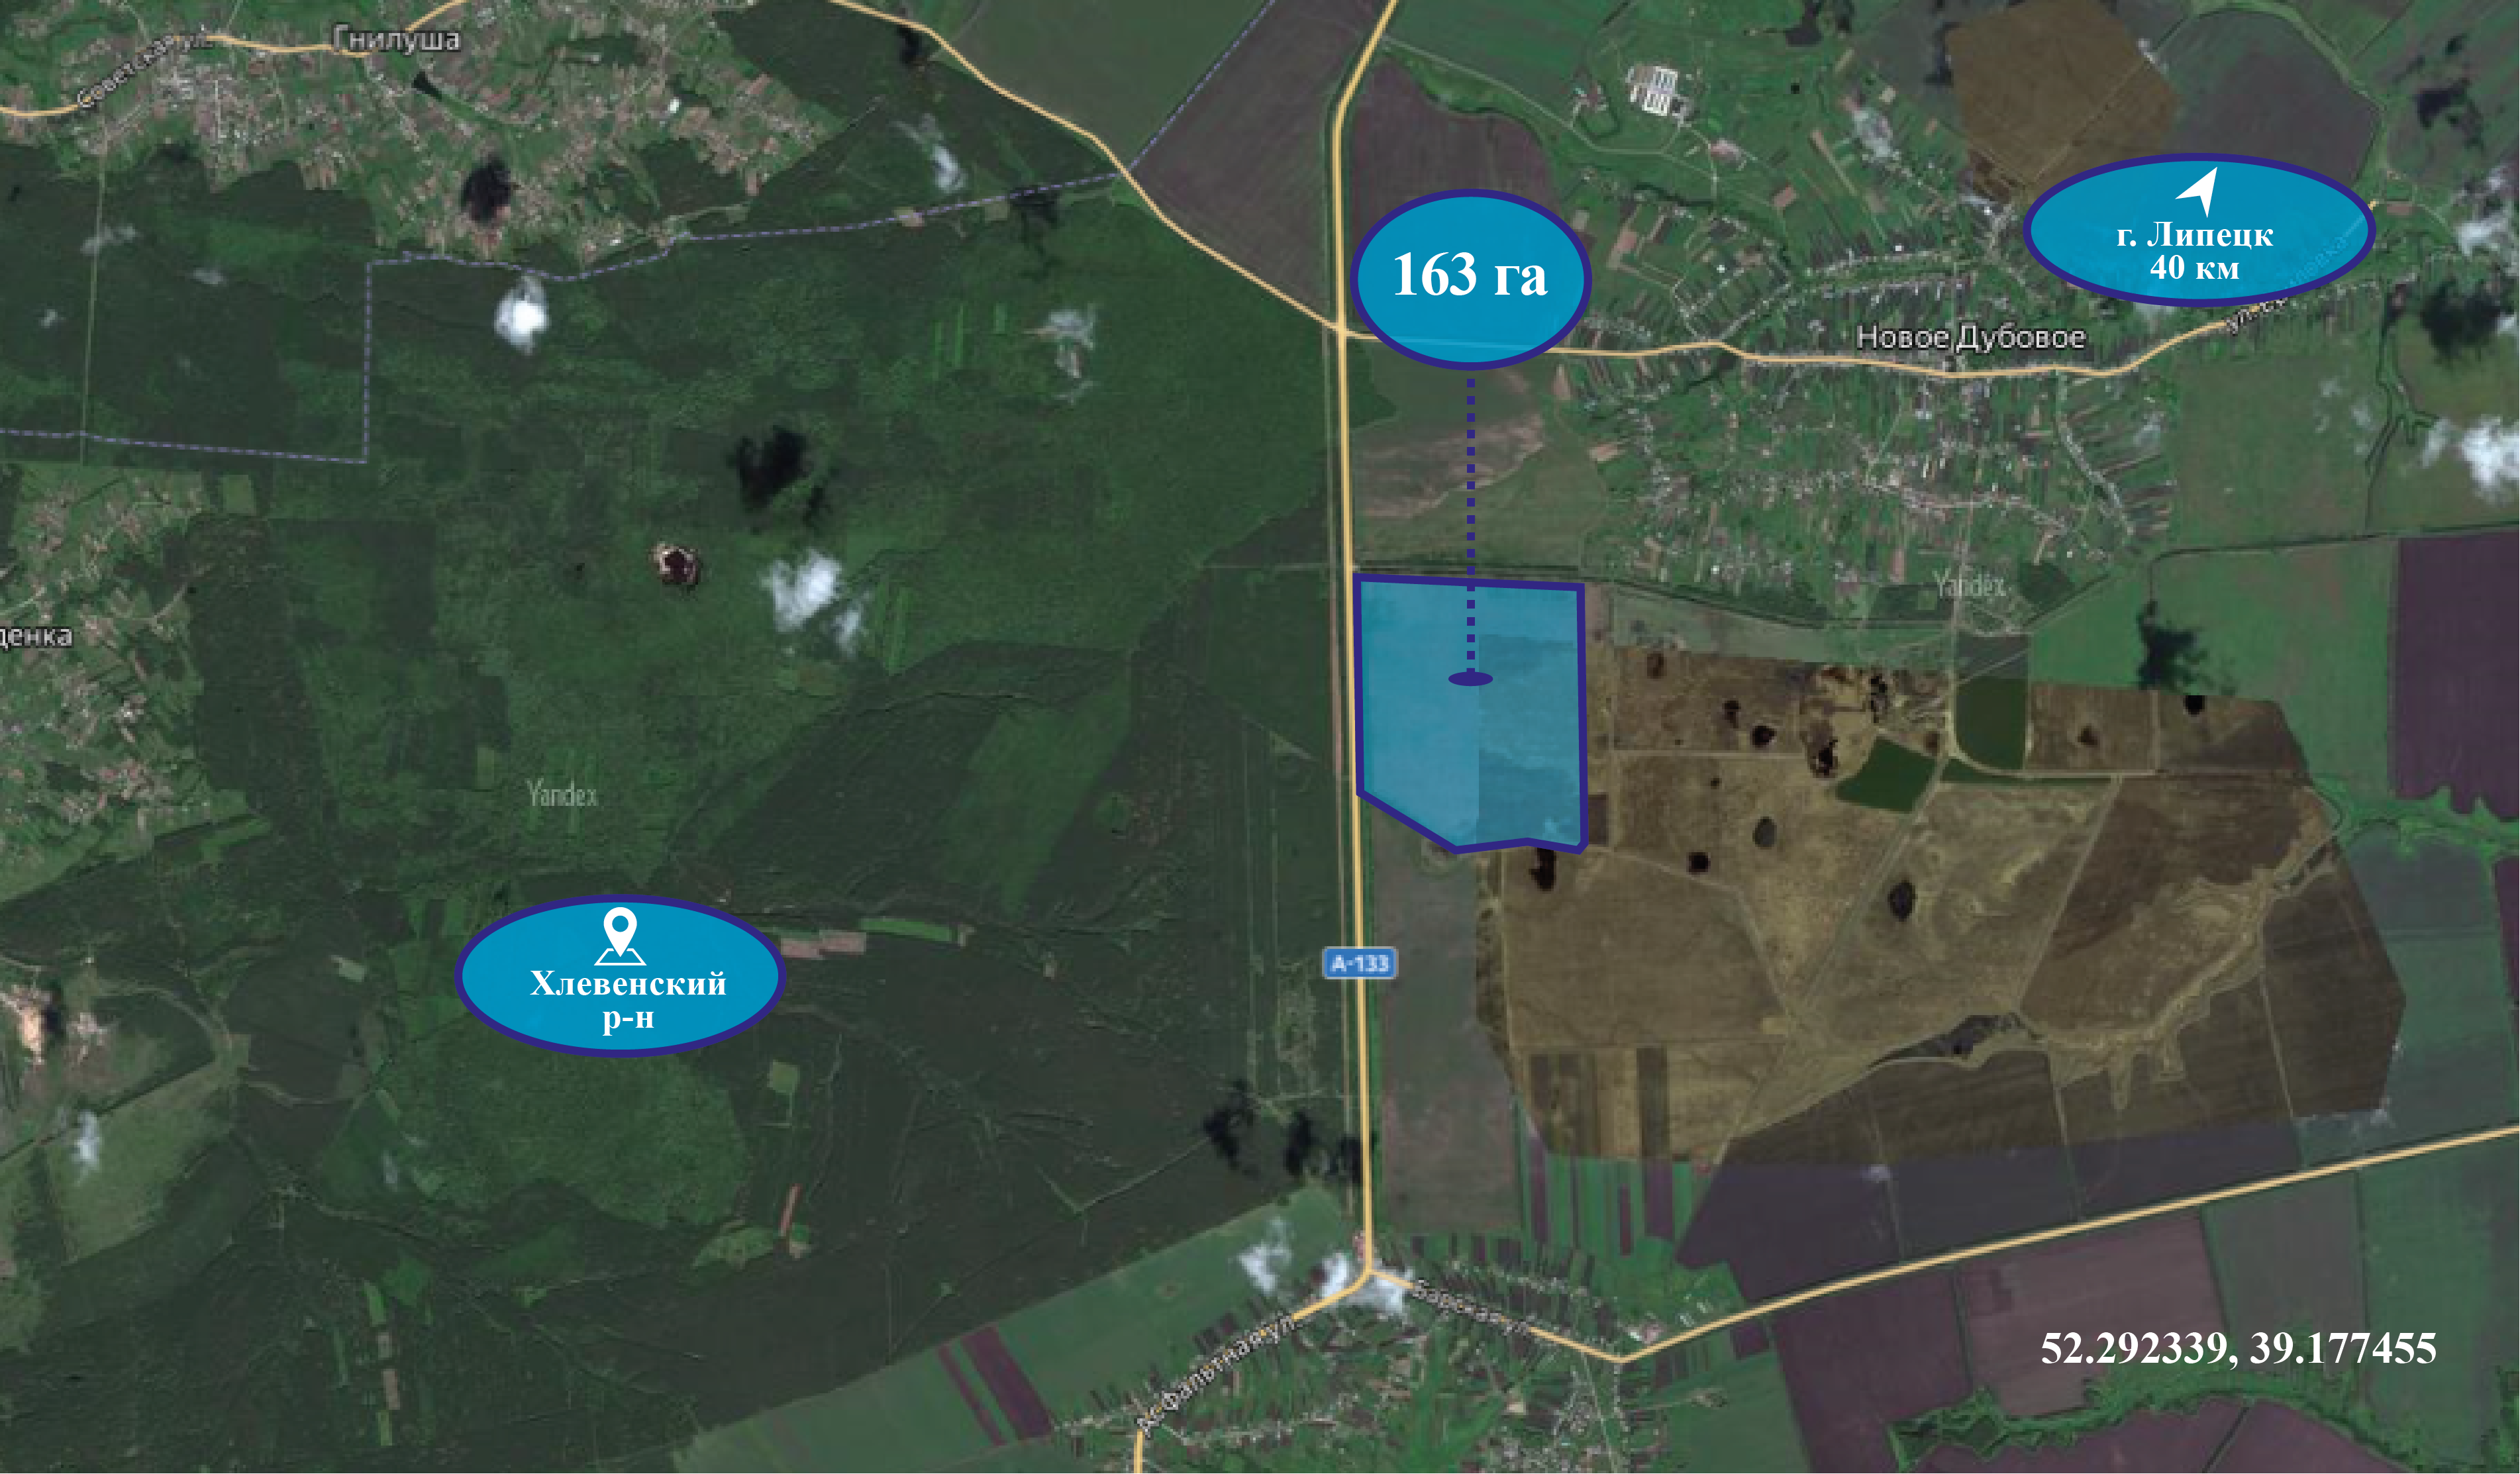 Гнилуша
Советская ул.
г. Липецк
40 км
163 га
Новое Дубовое
Yandex
денка
Yandex
А-133
Хлевенский
р-н
Барская ул.
52.292339, 39.177455